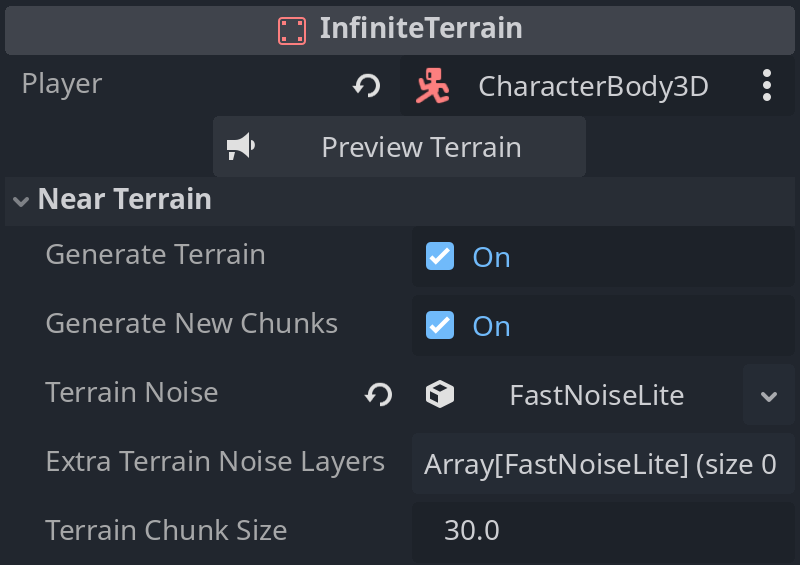 InfiniteTerrain
Player CharacterBody3D
Preview Terrain
Near Terrain
Generate Terrain On
Generate New Chunks On
Terrain Noise FastNoiseLite
Extra Terrain Noise Layers Array[FastNoiseLite] (size 0
Terrain Chunk Size 30.0